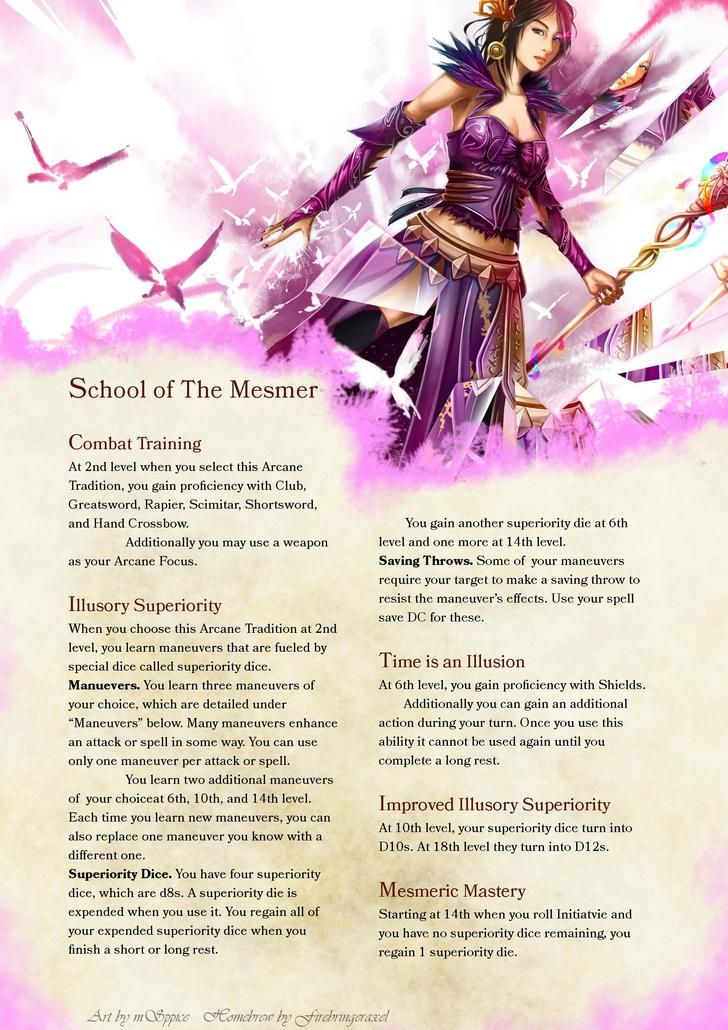 School of The Mesmer
Combat Training
At 2nd level when you select this Arcane
Tradition, you gain proficiency with Club,
Greatsword, Rapier, Scimitar, Shortsword,
and Hand Crossbow.
Additionally you may use a weapon
as your Arcane Focus.
Illusory Superiority
When you choose this Arcane Tradition at 2nd
level, you learn maneuvers that are fueled by
special dice called superiority dice.
Manuevers. You learn three maneuvers of
your choice, which are detailed under
“Maneuvers” below. Many maneuvers enhance
an attack or spell in some way. You can use
only one maneuver per attack or spell.
You learn two additional maneuvers
of your choiceat 6th, 10th, and 14th level.
Each time you learn new maneuvers, you can
also replace one maneuver you know with a
different one.
Superiority Dice. You have four superiority
dice, which are d8s. A superiority die is
expended when you use it. You regain all of
your expended superiority dice when you
finish a short or long rest.
You gain another superiority die at 6th
level and one more at 14th level.
Saving Throws. Some of your maneuvers
require your target to make a saving throw to
resist the maneuver’s effects. Use your spell
save DC for these.
Time is an Illusion
At 6th level, you gain proficiency with Shields.
Additionally you can gain an additional
action during your turn. Once you use this
ability it cannot be used again until you
complete a long rest.
Improved Illusory Superiority
At 10th level, your superiority dice turn into
D10s. At 18th level they turn into D12s.
Mesmeric Mastery
Starting at 14th when you roll Initiatvie and
you have no superiority dice remaining, you
regain 1 superiority die.
Art by mSppice Homebrew by Firebringeraxel